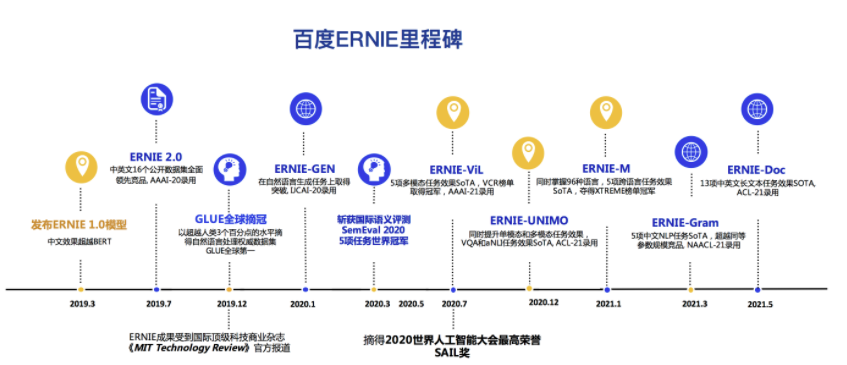 百度ERNIE里程碑
发布ERNIE 1.0模型
中文效果超越BERT
ERNIE 2.0
中英文16个公开数据集全面
领先竞品, AAAI-20录用
GLUE全球摘冠
以超越人类3个百分点的水平摘
得自然语言处理权威数据集
GLUE全球第一
ERNIE-GEN
在自然语言生成任务上取得
突破, IJCAI-20录用
斩获国际语义评测
SemEval 2020
5项任务世界冠军
ERNIE-ViL
5项多模态任务效果SoTA, VCR榜单
取得冠军, AAAI-21录用
ERNIE-UNIMO
同时提升单模态和多模态任务效果,
VQA和aNLI任务效果SoTA, ACL-21录用
ERNIE-M
同时掌握96种语言, 5项跨语言任务效果
SoTA, 夺得XTREME榜单冠军
ERNIE-Gram
5项中文NLP任务SoTA, 超越同等
参数规模竞品, NAACL-21录用
ERNIE-Doc
13项中英文长文本任务效果SOTA,
ACL-21录用
2019.3
2019.7
2019.12
2020.1
2020.3
2020.5
2020.7
2020.12
2021.1
2021.3
2021.5
ERNIE成果受到国际顶级科技商业杂志
《MIT Technology Review》官方报道
摘得2020世界人工智能大会最高荣誉
SAIL奖